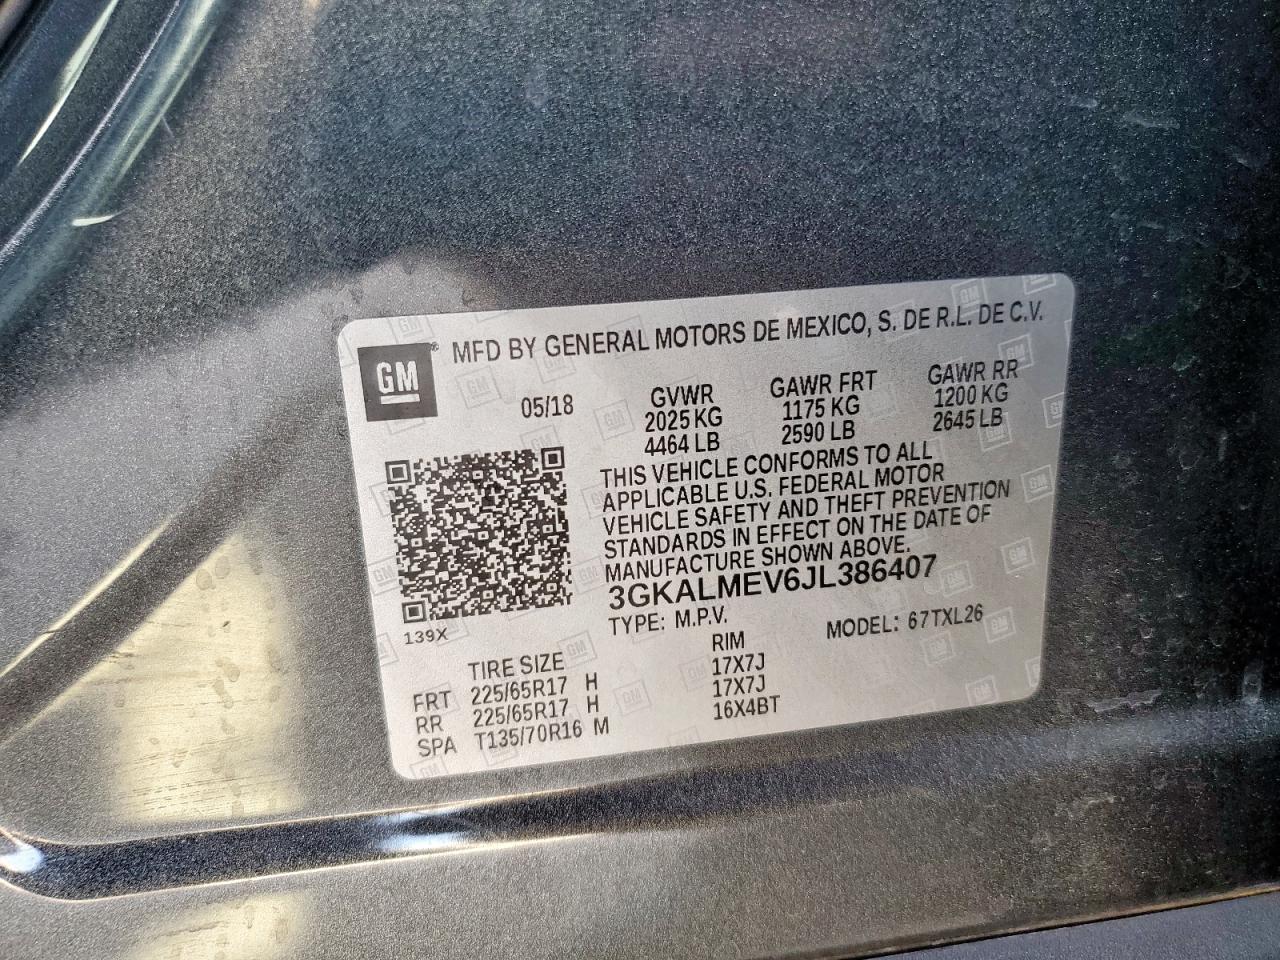 GM
MFD BY GENERAL MOTORS DE MEXICO, S. DE R.L. DE C.V.
05/18
GVWR GAWR FRT GAWR RR
2025 KG 1175 KG 1200 KG
4464 LB 2590 LB 2645 LB
THIS VEHICLE CONFORMS TO ALL
APPLICABLE U.S. FEDERAL MOTOR
VEHICLE SAFETY AND THEFT PREVENTION
STANDARDS IN EFFECT ON THE DATE OF
MANUFACTURE SHOWN ABOVE.
3GKALMEV6JL386407
139X
TYPE: M.P.V. MODEL: 67TXL26
TIRE SIZE RIM
FRT 225/65R17 H 17X7J
RR 225/65R17 H 17X7J
SPA T135/70R16 M 16X4BT